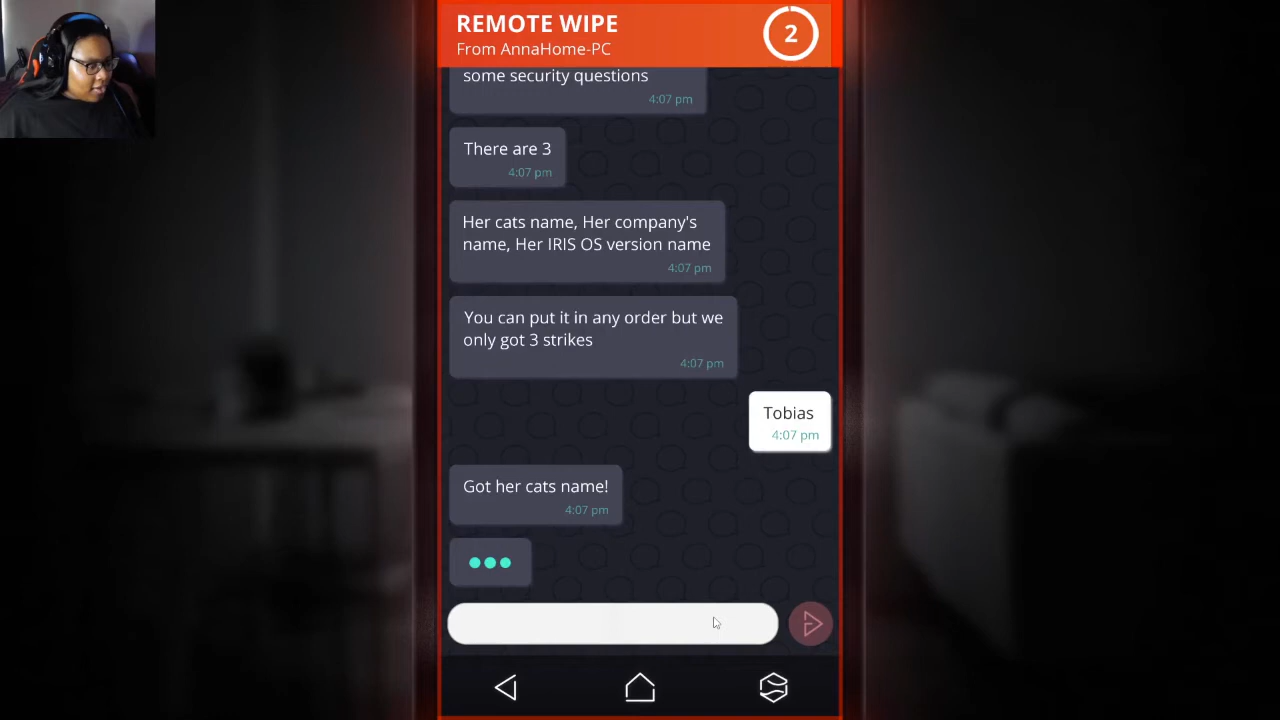 REMOTE WIPE
From AnnaHome-PC
2
some security questions
4:07 pm
There are 3
4:07 pm
Her cats name, Her company's
name, Her IRIS OS version name
4:07 pm
You can put it in any order but we
only got 3 strikes
4:07 pm
Tobias
4:07 pm
Got her cats name!
4:07 pm